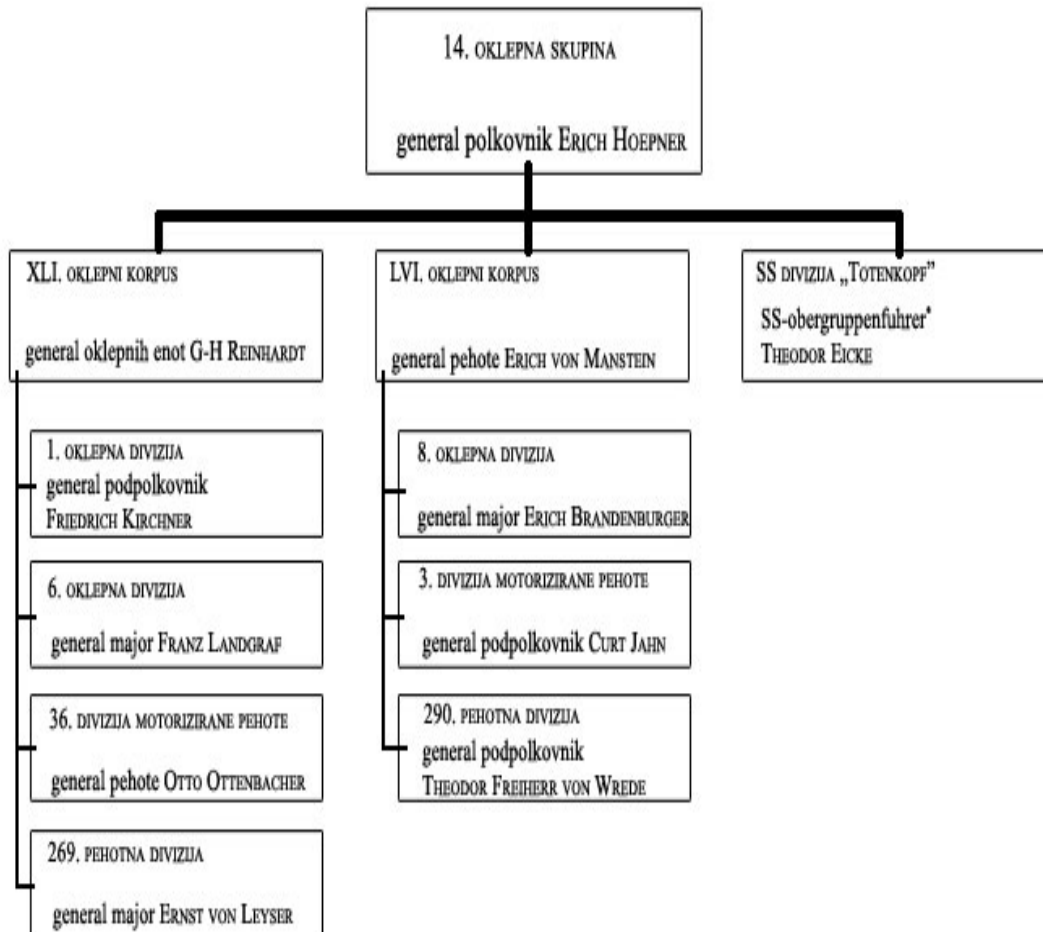 14. OKLEPNA SKUPINA
general polkovnik ERICH HOEPNER
XLI. OKLEPNI KORPUS
general oklepnih enot G-H REINHARDT
1. OKLEPNA DIVIZIJA
general podpolkovnik
FRIEDRICH KIRCHNER
6. OKLEPNA DIVIZIJA
general major FRANZ LANDGRAF
36. DIVIZIJA MOTORIZIRANE PEHOTE
general pehote OTTO OTTENBACHER
269. PEHOTNA DIVIZIJA
general major ERNST VON LEYSER
LVI. OKLEPNI KORPUS
general pehote ERICH VON MANSTEIN
8. OKLEPNA DIVIZIJA
general major ERICH BRANDENBURGER
3. DIVIZIJA MOTORIZIRANE PEHOTE
general podpolkovnik CURT JAHN
290. PEHOTNA DIVIZIJA
general podpolkovnik
THEODOR FREIHERR VON WREDE
SS DIVIZIJA „TOTENKOPF”
SS-obergruppenfuhrer*
THEODOR EICKE